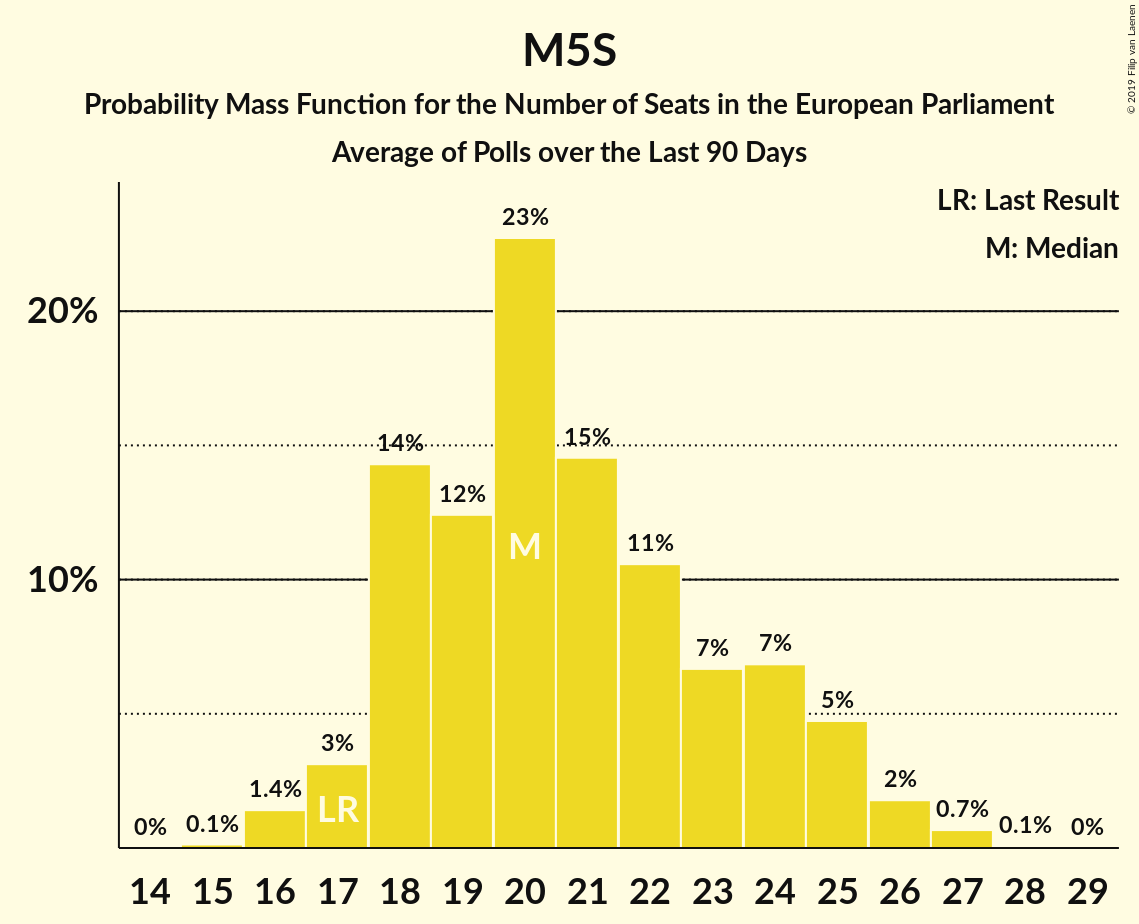 M5S
Probability Mass Function for the Number of Seats in the European Parliament
Average of Polls over the Last 90 Days
© 2019 Filip van Laenen
LR: Last Result
M: Median
20%
10%
0%
0.1%
1.4%
3%
14%
12%
23%
15%
11%
7%
7%
5%
2%
0.7%
0.1%
0%
LR
M
14 15 16 17 18 19 20 21 22 23 24 25 26 27 28 29